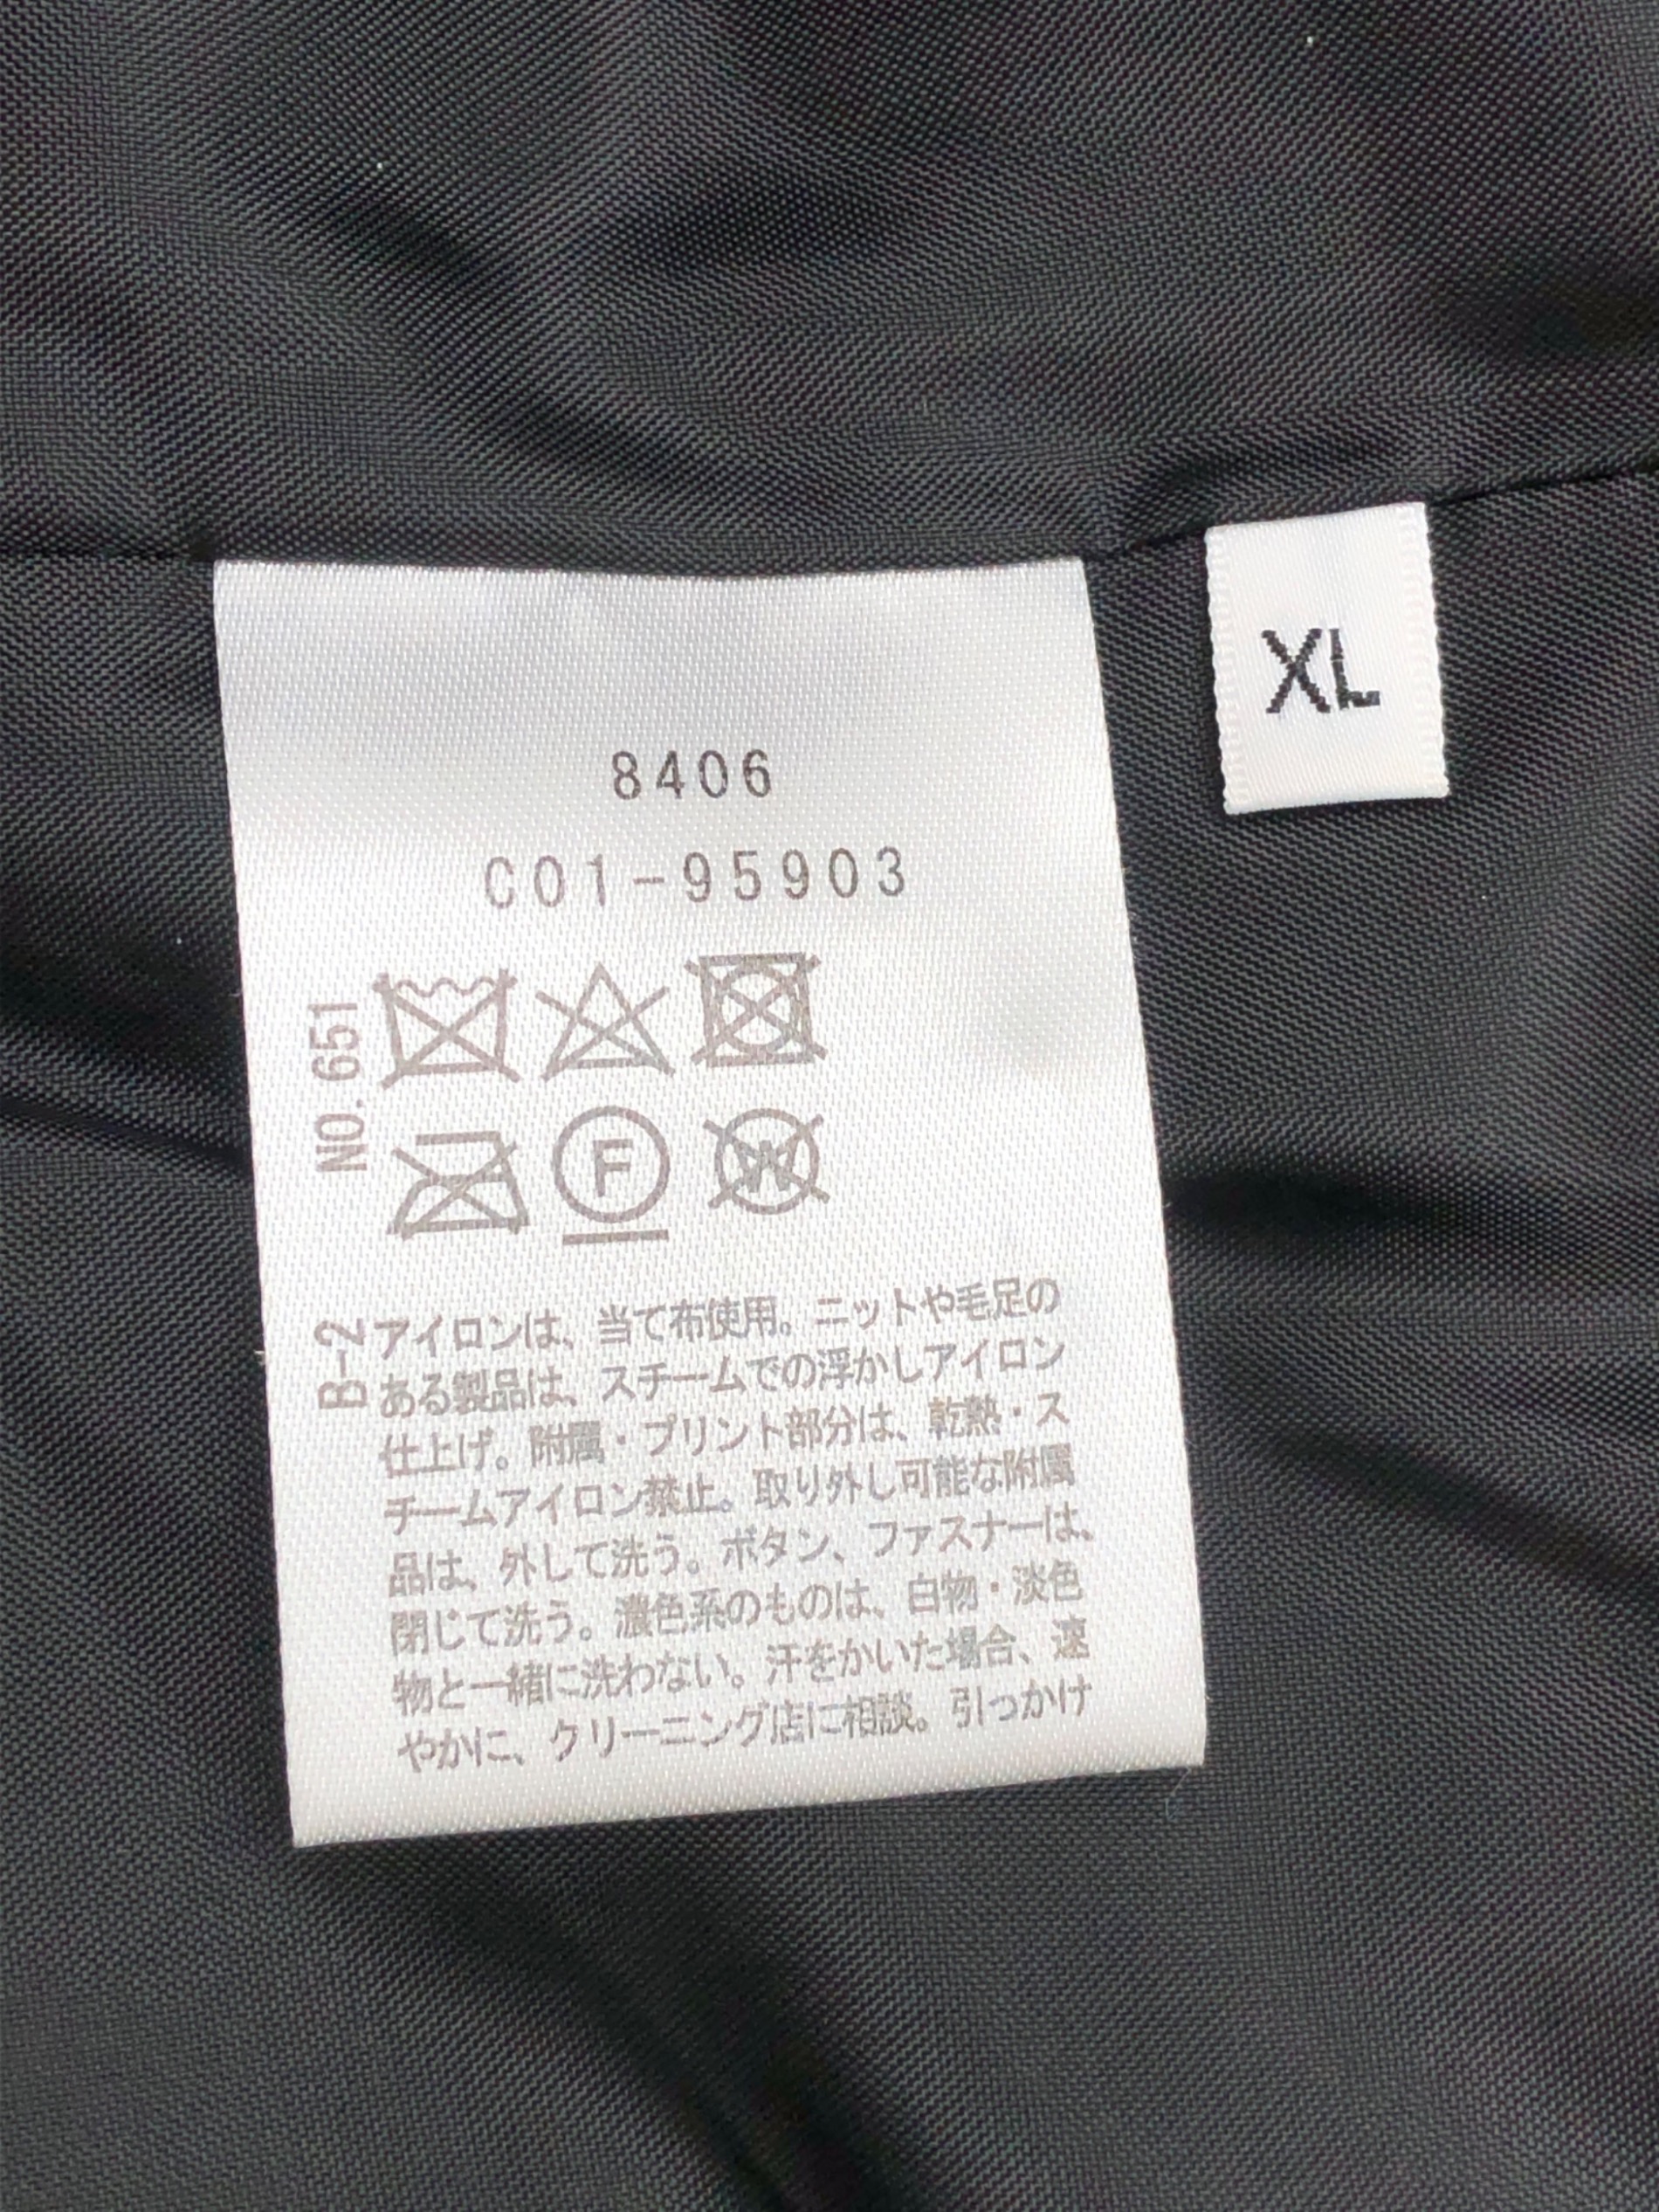 XL
8406
C01-95903
NO.651
F
W
B-2
アイロンは、当て布使用。ニットや毛足の
ある製品は、スチームでの浮かしアイロン
仕上げ。附属・プリント部分は、乾熱・ス
チームアイロン禁止。取り外し可能な附属
品は、外して洗う。ボタン、ファスナーは、
閉じて洗う。濃色系のものは、白物・淡色
物と一緒に洗わない。汗をかいた場合、速
やかに、クリーニング店に相談。引っかけ